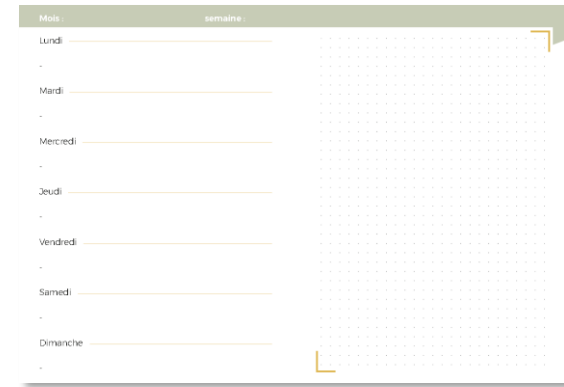 Mois : semaine :
Lundi
-
Mardi
-
Mercredi
-
Jeudi
-
Vendredi
-
Samedi
-
Dimanche
-